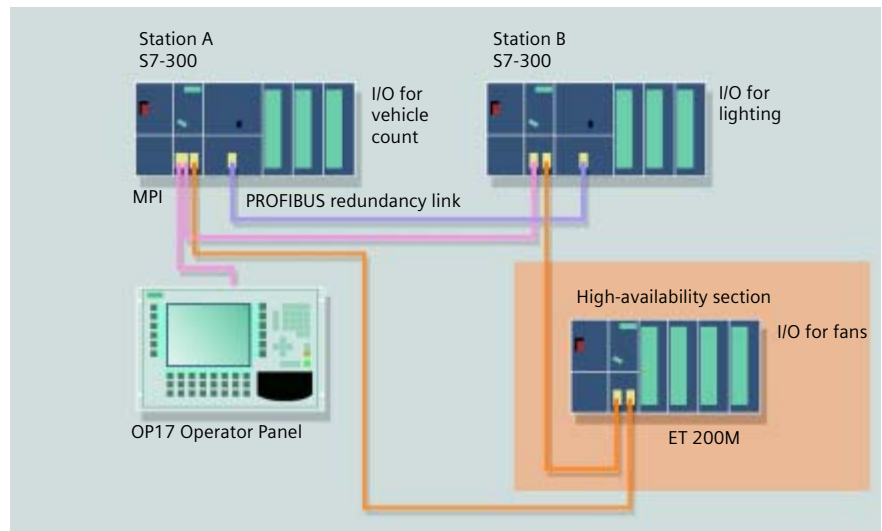 Station A
S7-300
Station B
S7-300
I/O for
vehicle
count
I/O for
lighting
MPI
PROFIBUS redundancy link
High-availability section
I/O for fans
OP17 Operator Panel
ET 200M